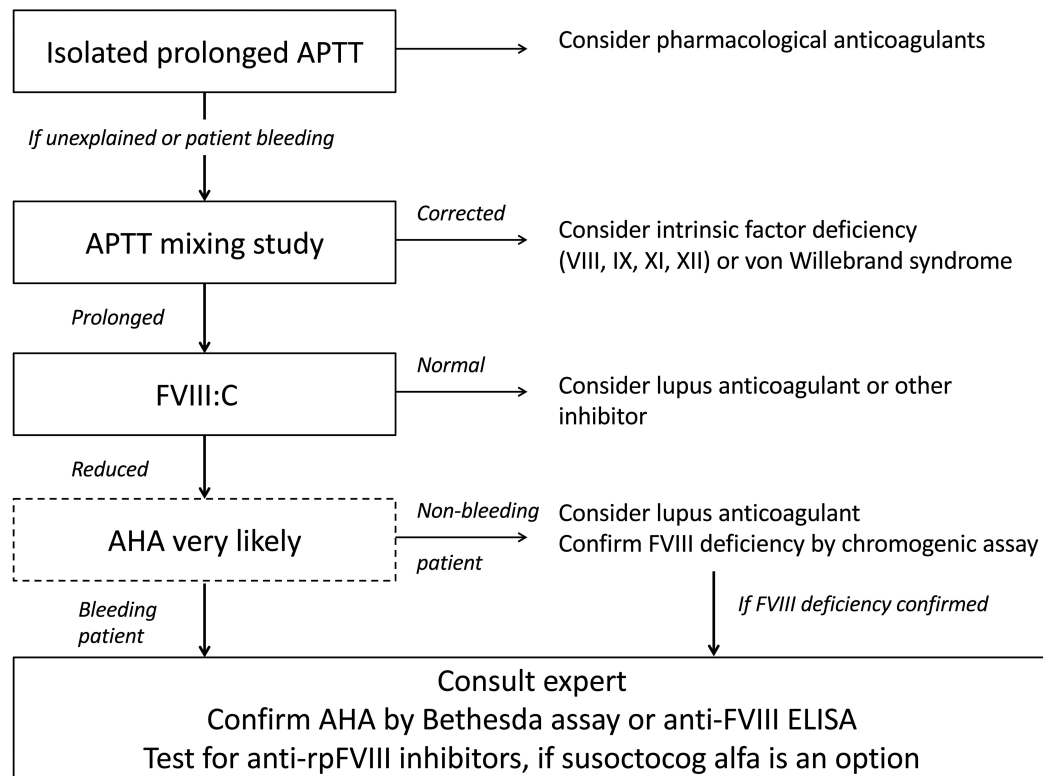 Isolated prolonged APTT
Consider pharmacological anticoagulants
If unexplained or patient bleeding
APTT mixing study
Corrected
Consider intrinsic factor deficiency
(VIII, IX, XI, XII) or von Willebrand syndrome
Prolonged
FVIII:C
Normal
Consider lupus anticoagulant or other
inhibitor
Reduced
AHA very likely
Non-bleeding
patient
Consider lupus anticoagulant
Confirm FVIII deficiency by chromogenic assay
Bleeding
patient
If FVIII deficiency confirmed
Consult expert
Confirm AHA by Bethesda assay or anti-FVIII ELISA
Test for anti-rpFVIII inhibitors, if susoctocog alfa is an option